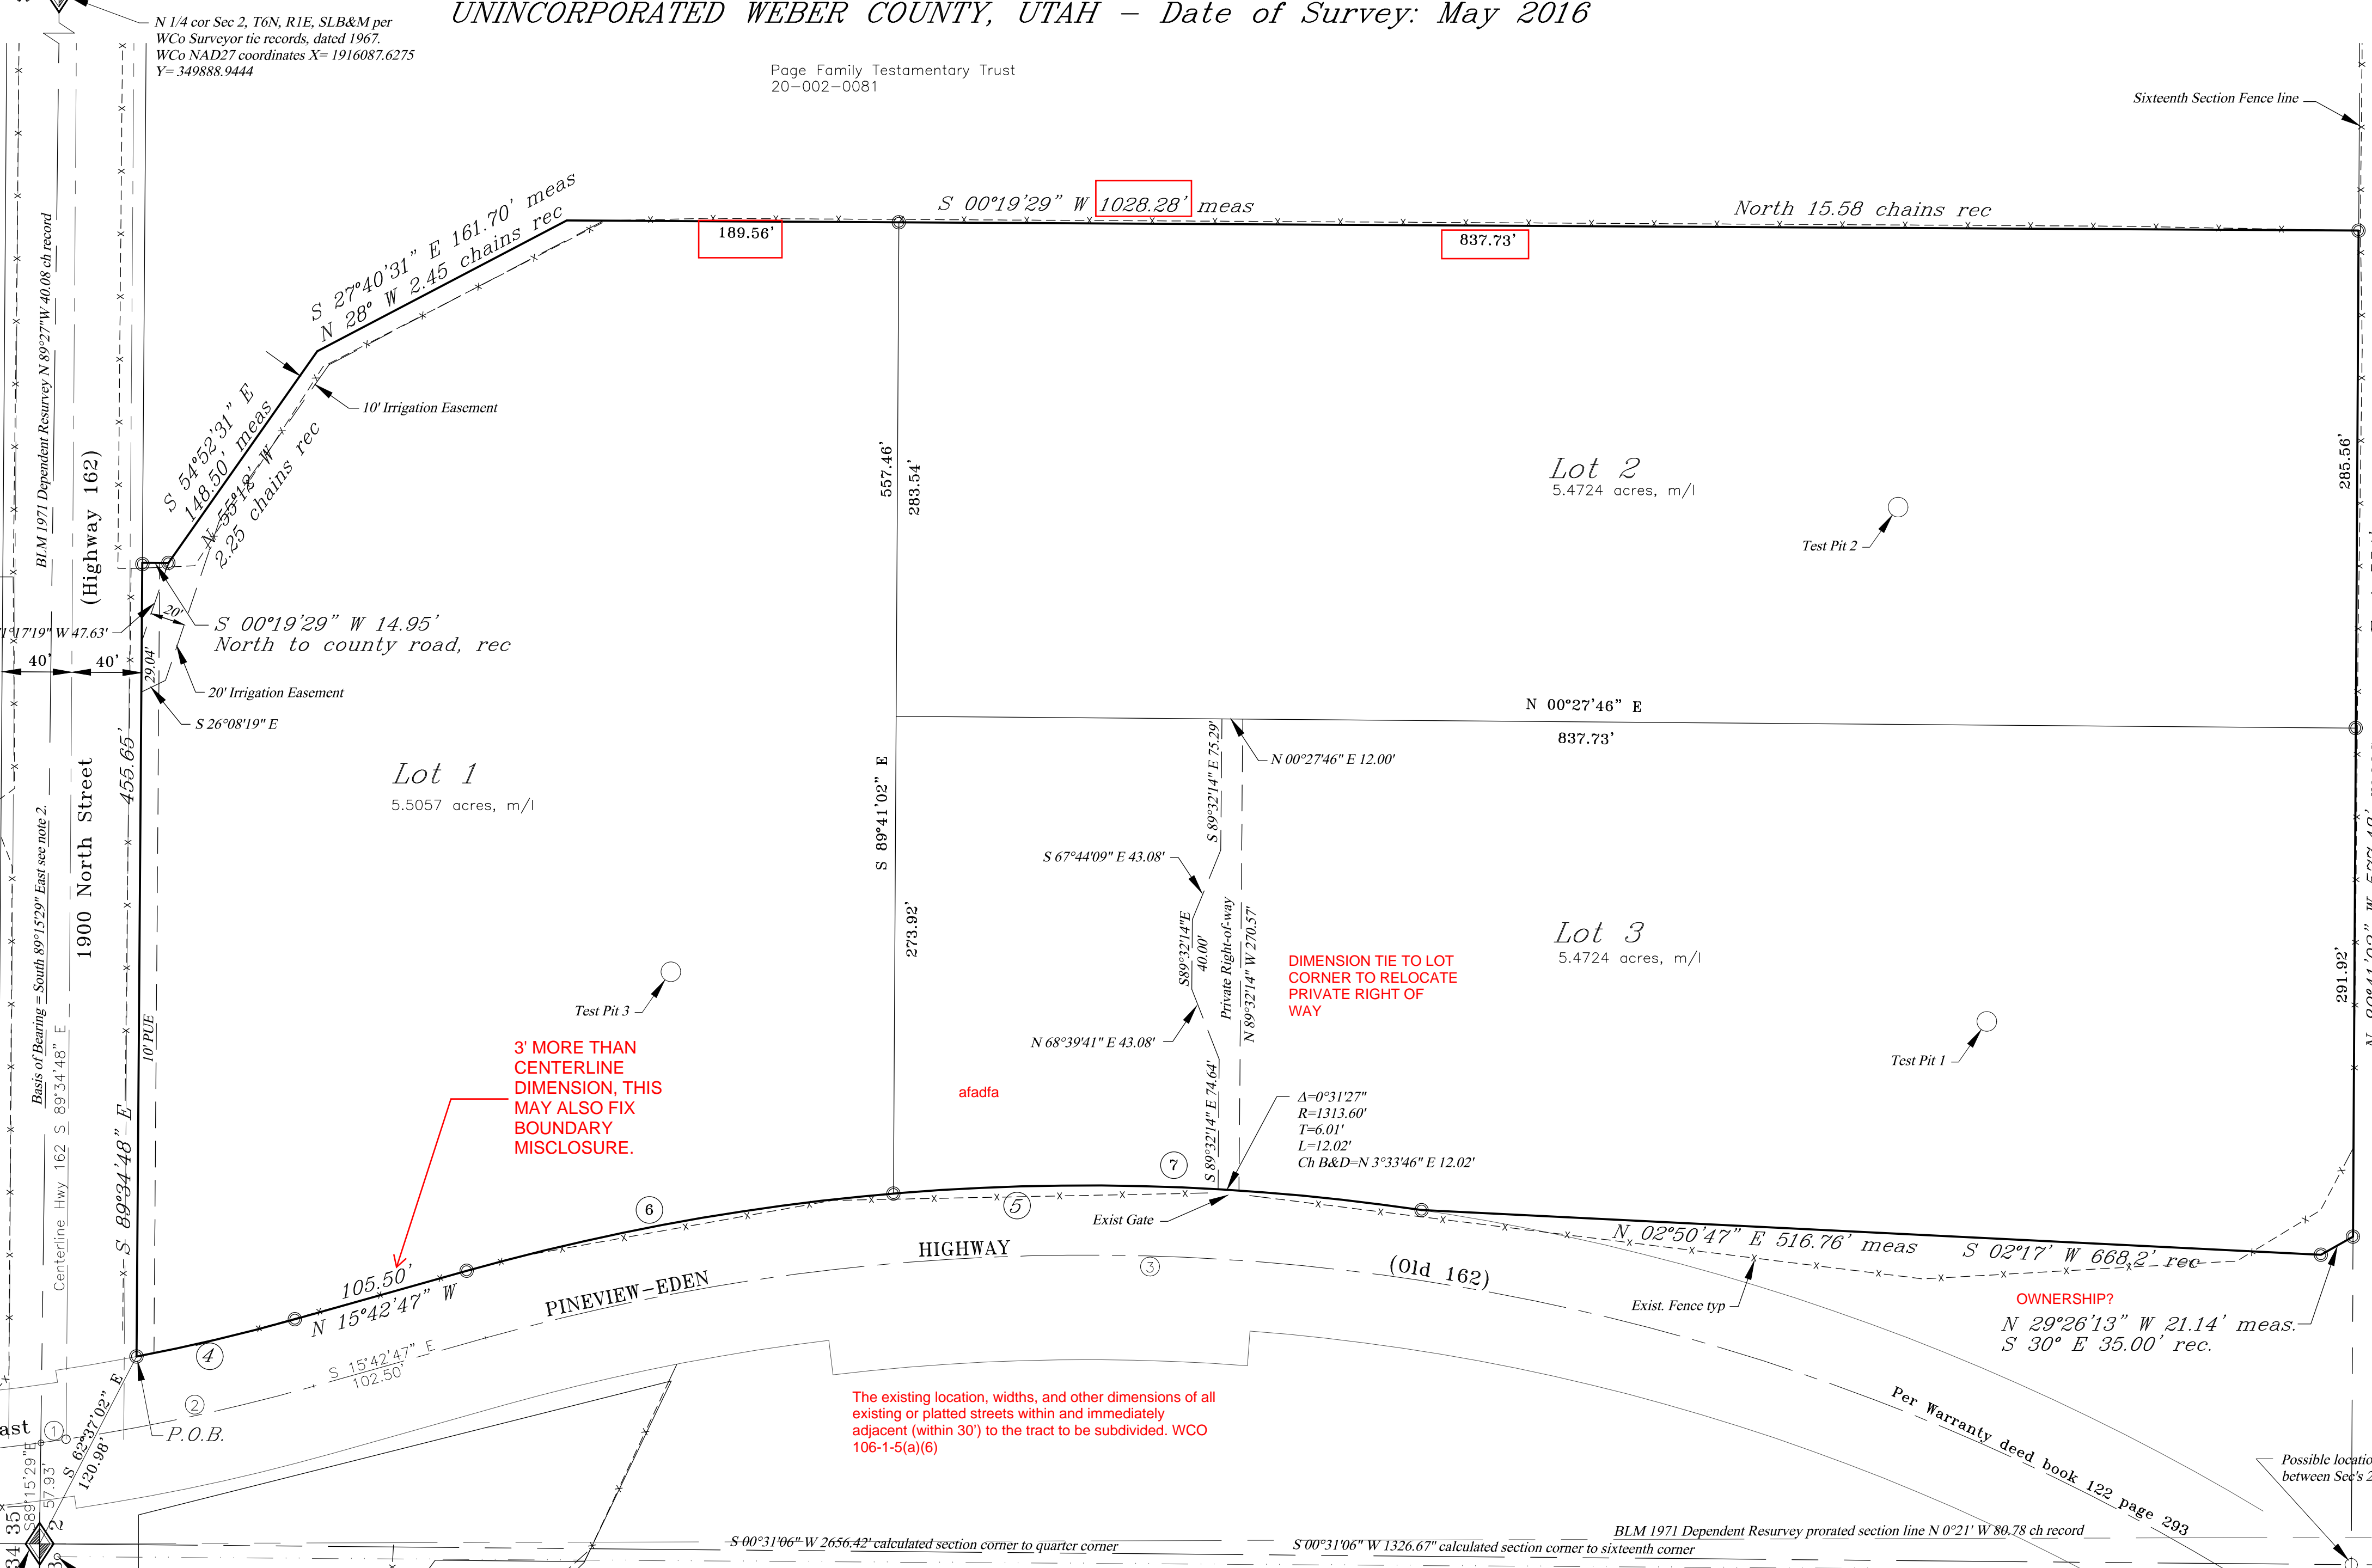 UNINCORPORATED WEBER COUNTY, UTAH – Date of Survey: May 2016
N 1/4 cor Sec 2, T6N, R1E, SLB&M per
WCo Surveyor tie records, dated 1967.
WCo NAD27 coordinates X= 1916087.6275
Y= 349888.9444
Page Family Testamentary Trust
20-002-0081
Sixteenth Section Fence line
S 00°19'29" W 1028.28' meas
North 15.58 chains rec
189.56'
837.73'
S 27°40'31" E 161.70' meas
N 28° W 2.45 chains rec
S 54°52'31" E
148.50' meas
N 55°12' W
2.25 chains rec
10' Irrigation Easement
BLM 1971 Dependent Resurvey N 89°27'W 40.08 ch record
(Highway 162)
1900 North Street
557.46'
283.54'
285.56'
Lot 2
5.4724 acres, m/l
Test Pit 2
1°17'19" W 47.63'
20'
29.04'
S 00°19'29" W 14.95'
North to county road, rec
40'
40'
20' Irrigation Easement
S 26°08'19" E
455.65'
S 89°34'48" E
10' PUE
Lot 1
5.5057 acres, m/l
S 89°41'02" E
273.92'
N 00°27'46" E
837.73'
N 00°27'46" E 12.00'
S 89°32'14" E 75.29'
S 67°44'09" E 43.08'
S89°32'14"E
40.00'
Private Right-of-way
N 89°32'14" W 270.57'
N 68°39'41" E 43.08'
S 89°32'14" E 74.64'
Lot 3
5.4724 acres, m/l
291.92'
Test Pit 1
DIMENSION TIE TO LOT
CORNER TO RELOCATE
PRIVATE RIGHT OF
WAY
Test Pit 3
3' MORE THAN
CENTERLINE
DIMENSION, THIS
MAY ALSO FIX
BOUNDARY
MISCLOSURE.
afadfa
Δ=0°31'27"
R=1313.60'
T=6.01'
L=12.02'
Ch B&D=N 3°33'46" E 12.02'
Basis of Bearing = South 89°15'29" East see note 2.
Centerline Hwy 162 S 89°34'48" E
7
6
5
4
3
2
1
Exist Gate
105.50'
N 15°42'47" W
S 15°42'47" E
102.50'
PINEVIEW-EDEN
HIGHWAY
(Old 162)
N 02°50'47" E 516.76' meas
S 02°17' W 668.2' rec
Exist. Fence typ
OWNERSHIP?
N 29°26'13" W 21.14' meas.
S 30° E 35.00' rec.
The existing location, widths, and other dimensions of all
existing or platted streets within and immediately
adjacent (within 30') to the tract to be subdivided. WCO
106-1-5(a)(6)
Per Warranty deed book 122 page 293
P.O.B.
ast
S 62°37'02" E
120.98'
S89°15'29"E
57.93'
34 35
2
Possible locatio
between Sec's 2
S 00°31'06" W 2656.42' calculated section corner to quarter corner
S 00°31'06" W 1326.67' calculated section corner to sixteenth corner
BLM 1971 Dependent Resurvey prorated section line N 0°21' W 80.78 ch record